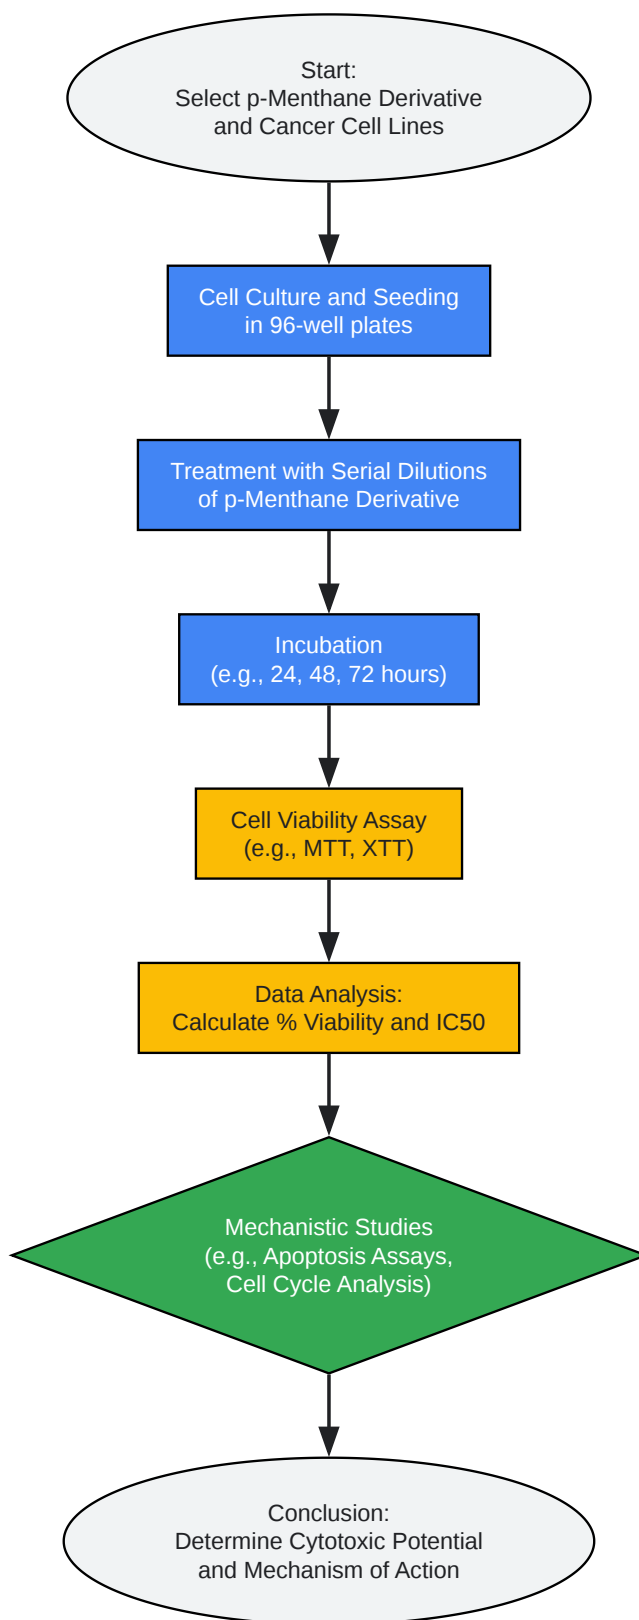 Start:
Select p-Menthane Derivative
and Cancer Cell Lines
Cell Culture and Seeding
in 96-well plates
Treatment with Serial Dilutions
of p-Menthane Derivative
Incubation
(e.g., 24, 48, 72 hours)
Cell Viability Assay
(e.g., MTT, XTT)
Data Analysis:
Calculate % Viability and IC50
Mechanistic Studies
(e.g., Apoptosis Assays,
Cell Cycle Analysis)
Conclusion:
Determine Cytotoxic Potential
and Mechanism of Action